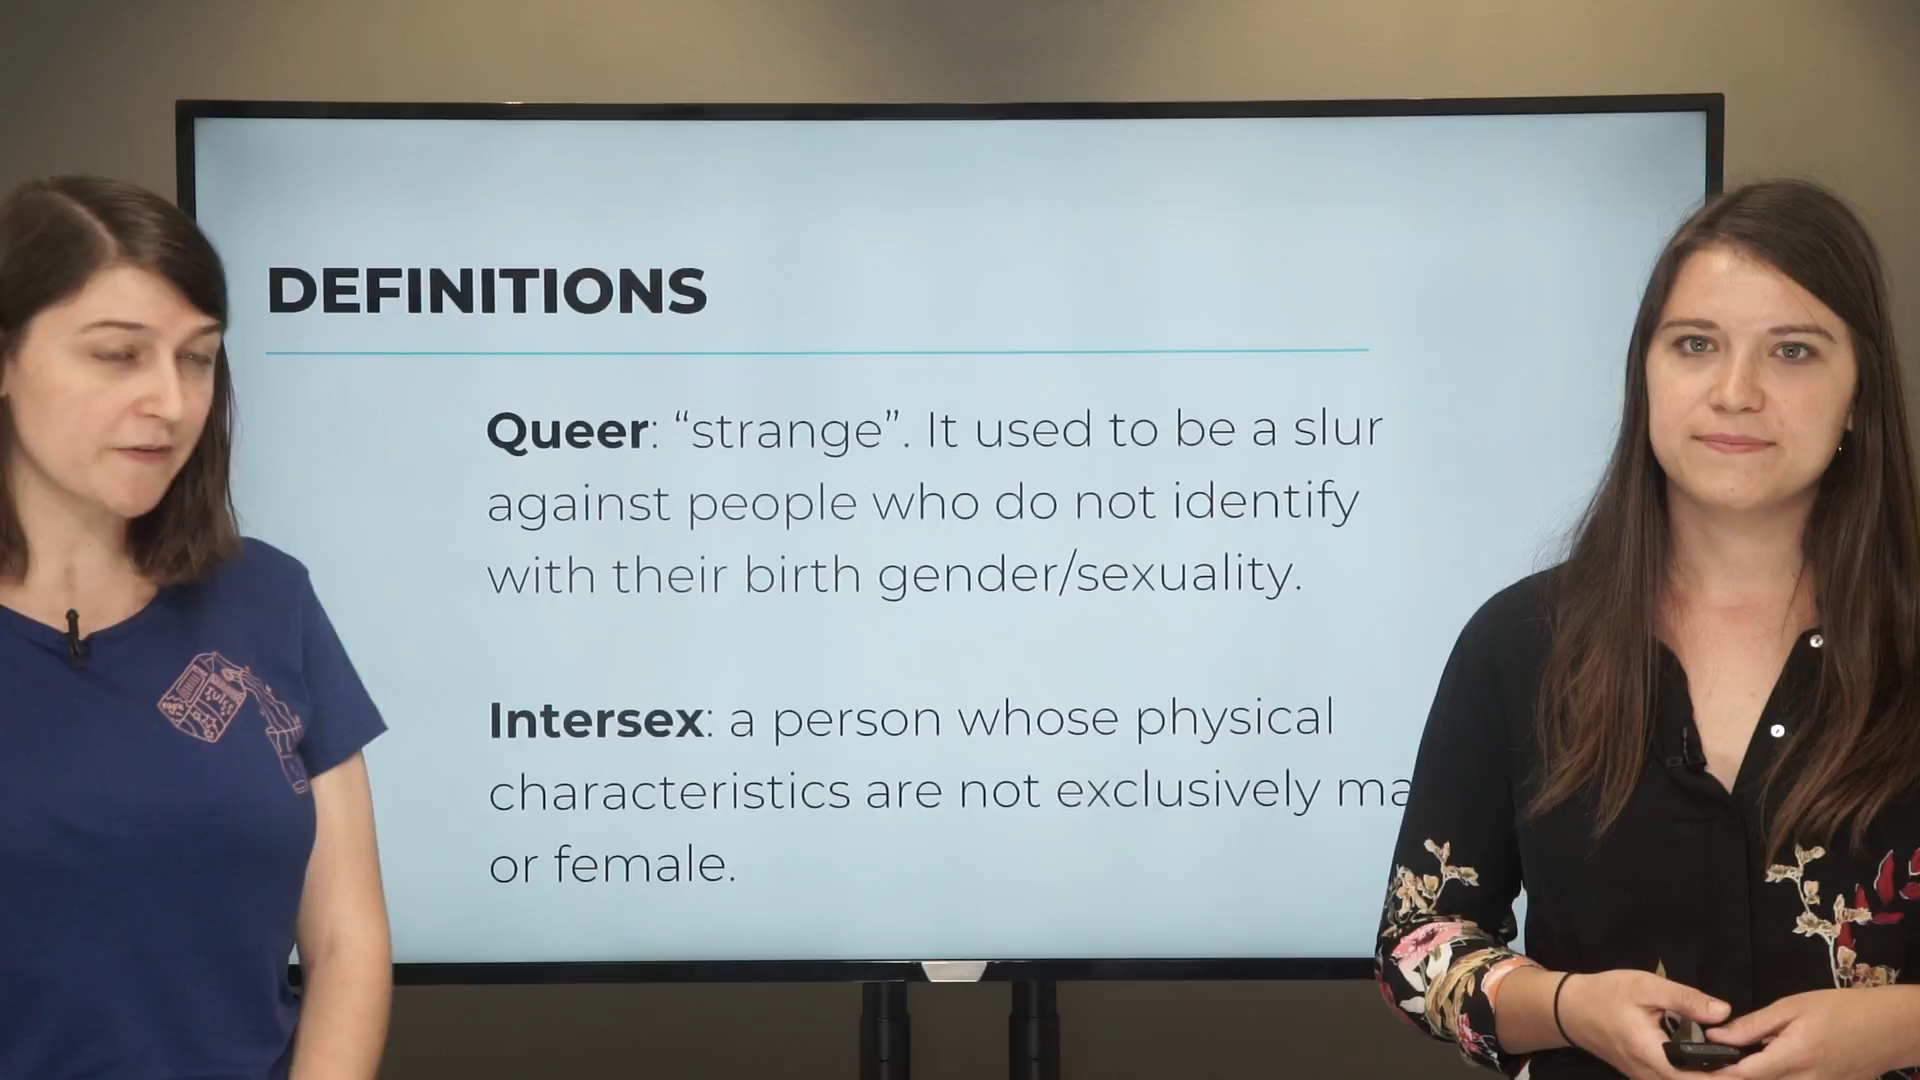 DEFINITIONS
Queer: “strange”. It used to be a slur
against people who do not identify
with their birth gender/sexuality.
Intersex: a person whose physical
characteristics are not exclusively
or female.